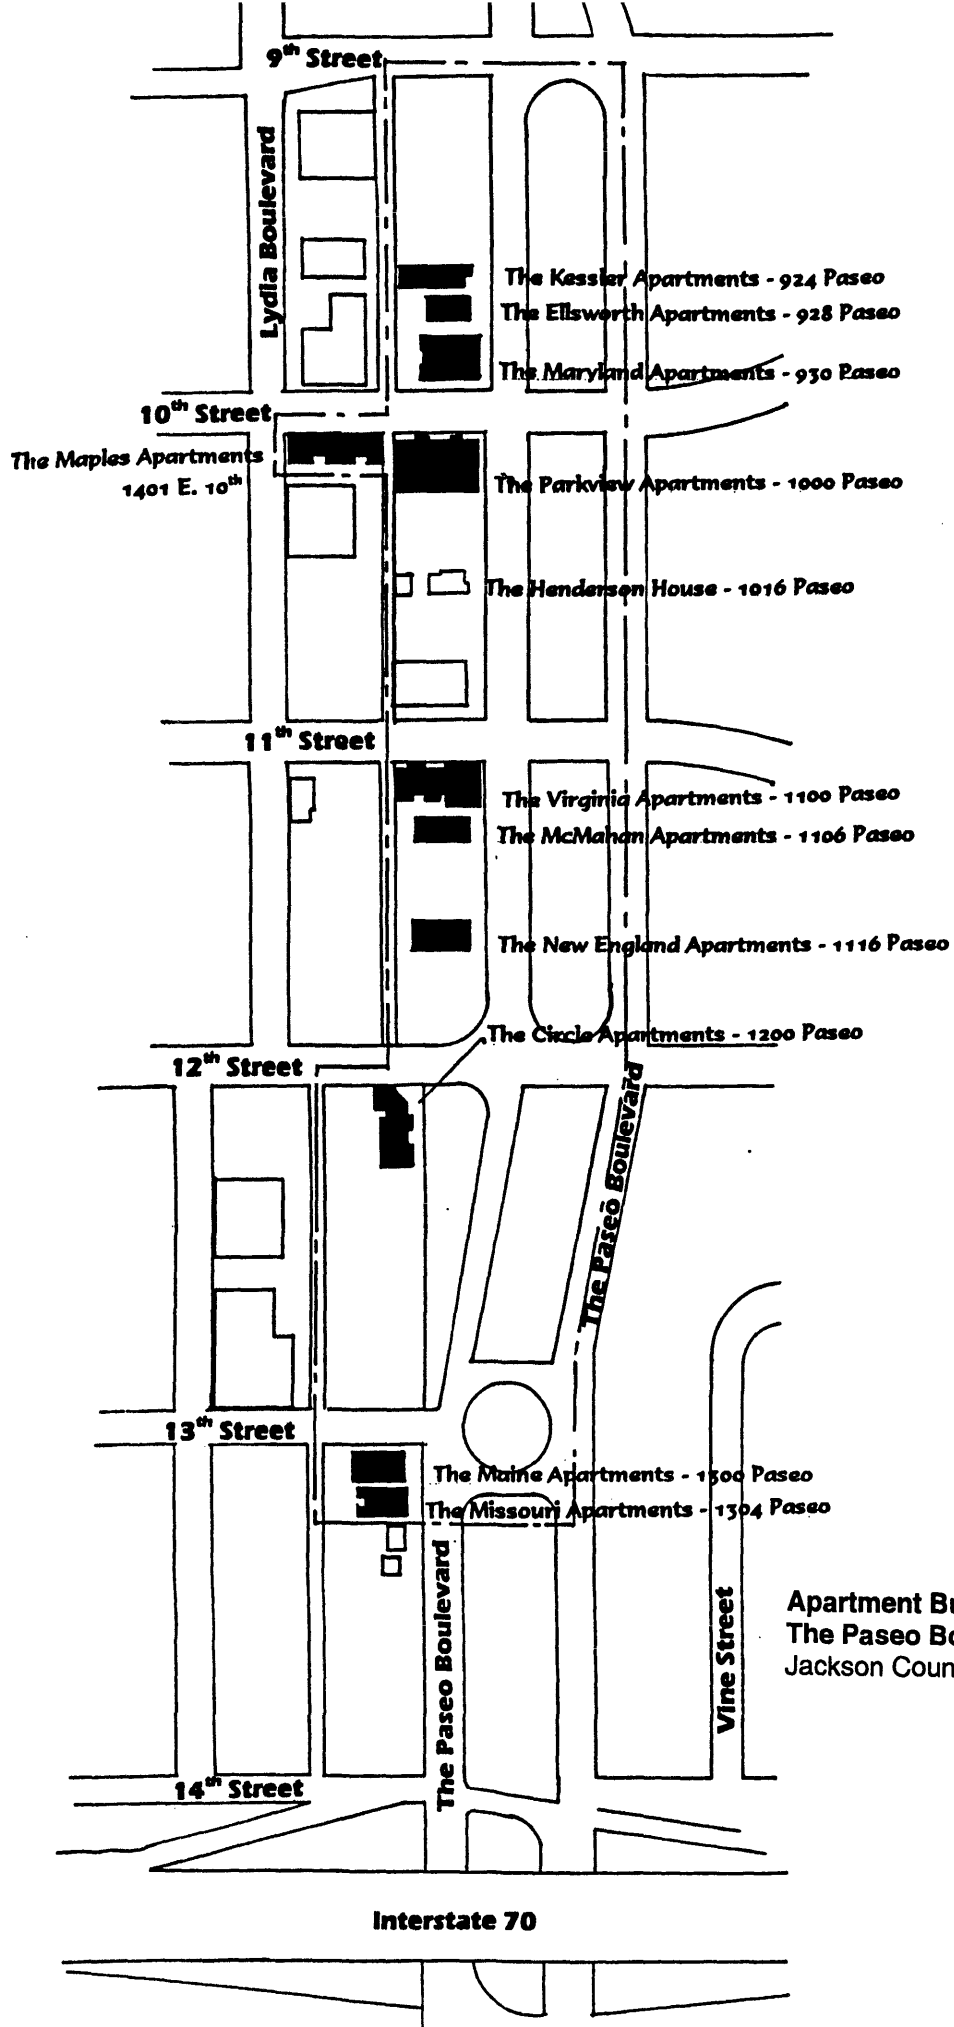 9th Street
Lydia Boulevard
The Kessler Apartments - 924 Paseo
The Ellsworth Apartments - 928 Paseo
The Maryland Apartments - 930 Paseo
10th Street
The Maples Apartments
1401 E. 10th
The Parkview Apartments - 1000 Paseo
The Henderson House - 1016 Paseo
11th Street
The Virginia Apartments - 1100 Paseo
The McMahan Apartments - 1106 Paseo
The New England Apartments - 1116 Paseo
The Circle Apartments - 1200 Paseo
12th Street
The Paseo Boulevard
13th Street
The Maine Apartments - 1300 Paseo
The Missouri Apartments - 1304 Paseo
The Paseo Boulevard
Vine Street
Apartment
The Paseo
Jackson
14th Street
Interstate 70